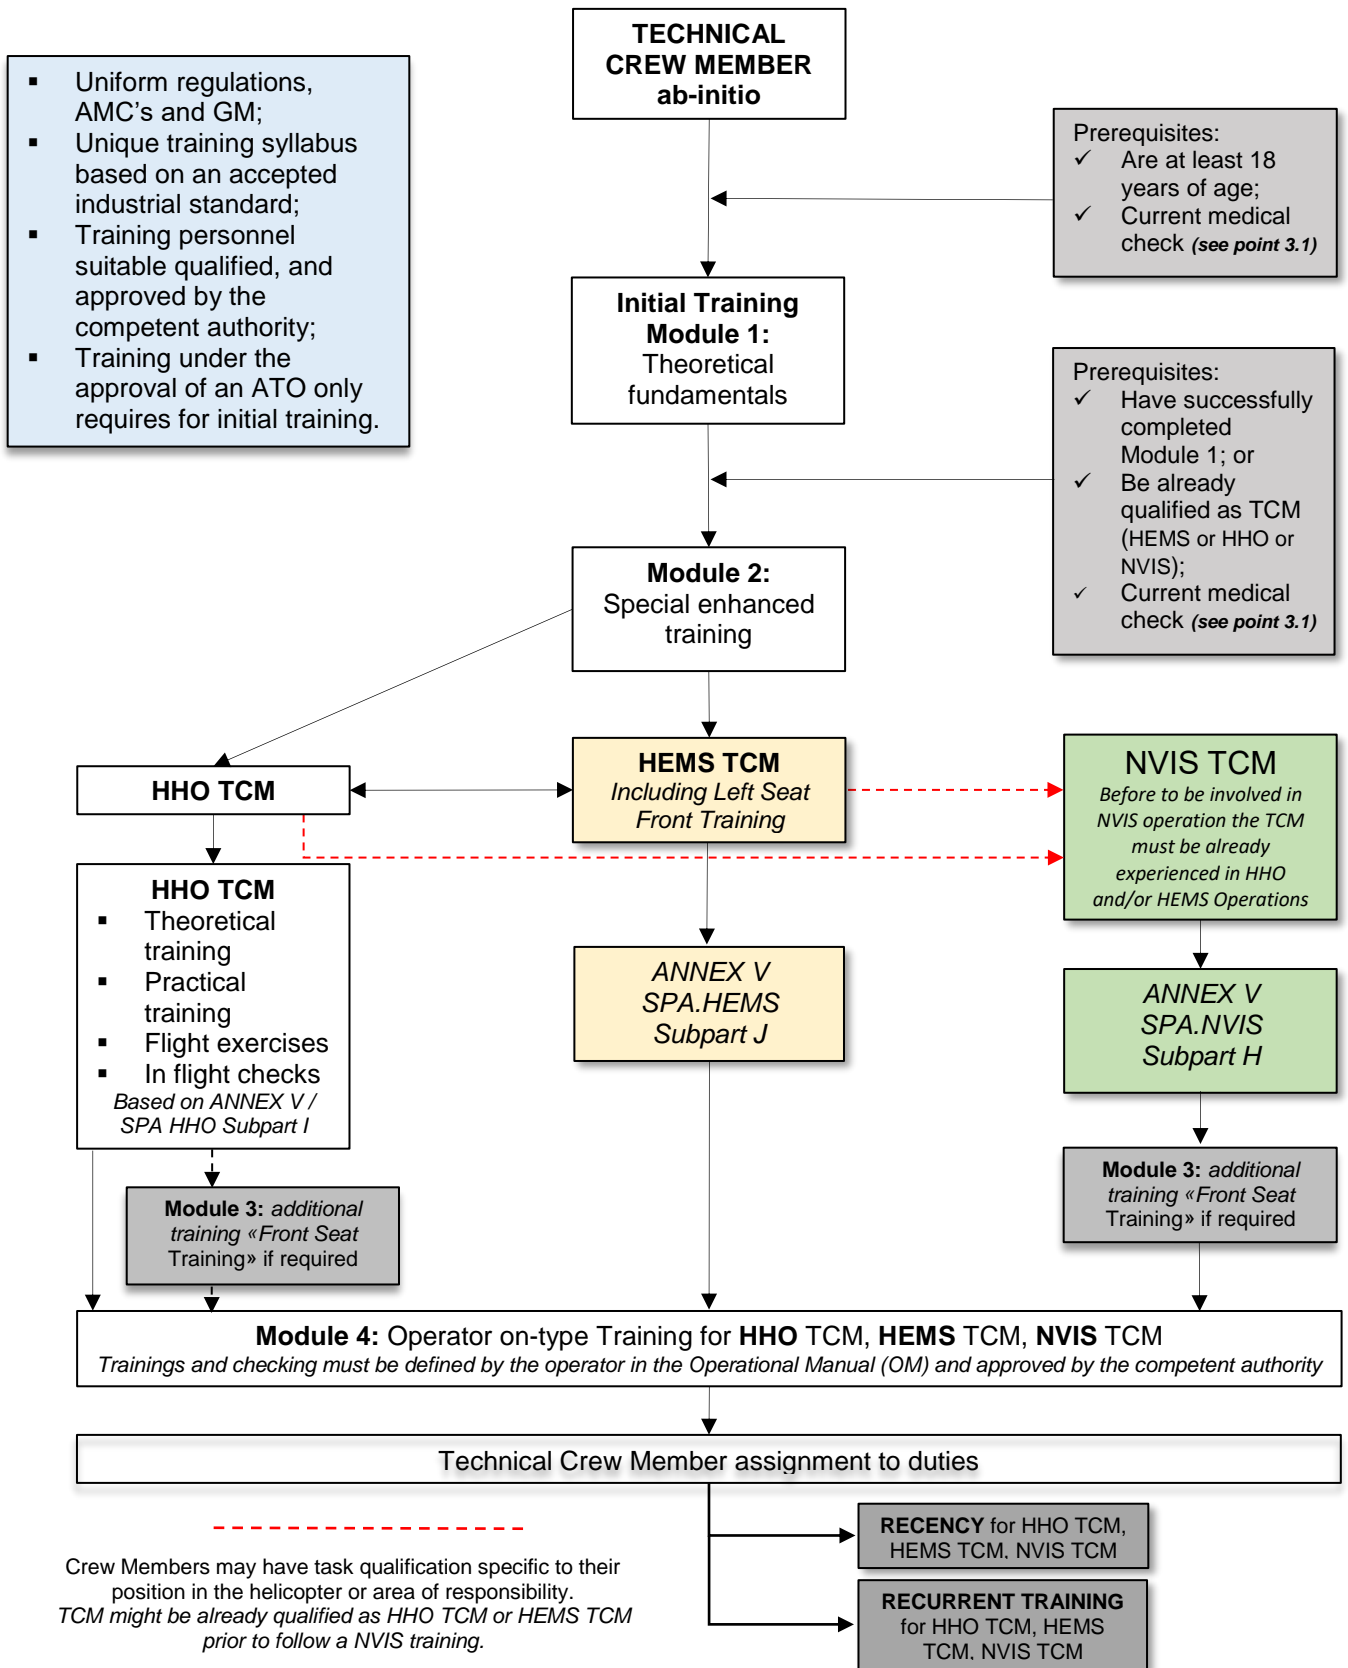 TECHNICAL
CREW MEMBER
ab-initio
▪ Uniform regulations,
AMC's and GM;
▪ Unique training syllabus
based on an accepted
industrial standard;
▪ Training personnel
suitable qualified, and
approved by the
competent authority;
▪ Training under the
approval of an ATO only
requires for initial training.
Prerequisites:
✓ Are at least 18
years of age;
✓ Current medical
check (see point 3.1)
Initial Training
Module 1:
Theoretical
fundamentals
Prerequisites:
✓ Have successfully
completed
Module 1; or
✓ Be already
qualified as TCM
(HEMS or HHO or
NVIS);
✓ Current medical
check (see point 3.1)
Module 2:
Special enhanced
training
HHO TCM
HEMS TCM
Including Left Seat
Front Training
NVIS TCM
Before to be involved in
NVIS operation the TCM
must be already
experienced in HHO
and/or HEMS Operations
HHO TCM
▪ Theoretical
training
▪ Practical
training
▪ Flight exercises
▪ In flight checks
Based on ANNEX V /
SPA HHO Subpart I
ANNEX V
SPA.HEMS
Subpart J
ANNEX V
SPA.NVIS
Subpart H
Module 3: additional
training «Front Seat
Training» if required
Module 3: additional
training «Front Seat
Training» if required
Module 4: Operator on-type Training for HHO TCM, HEMS TCM, NVIS TCM
Trainings and checking must be defined by the operator in the Operational Manual (OM) and approved by the competent authority
Technical Crew Member assignment to duties
RECENCY for HHO TCM,
HEMS TCM, NVIS TCM
RECURRENT TRAINING
for HHO TCM, HEMS
TCM, NVIS TCM
Crew Members may have task qualification specific to their
position in the helicopter or area of responsibility.
TCM might be already qualified as HHO TCM or HEMS TCM
prior to follow a NVIS training.